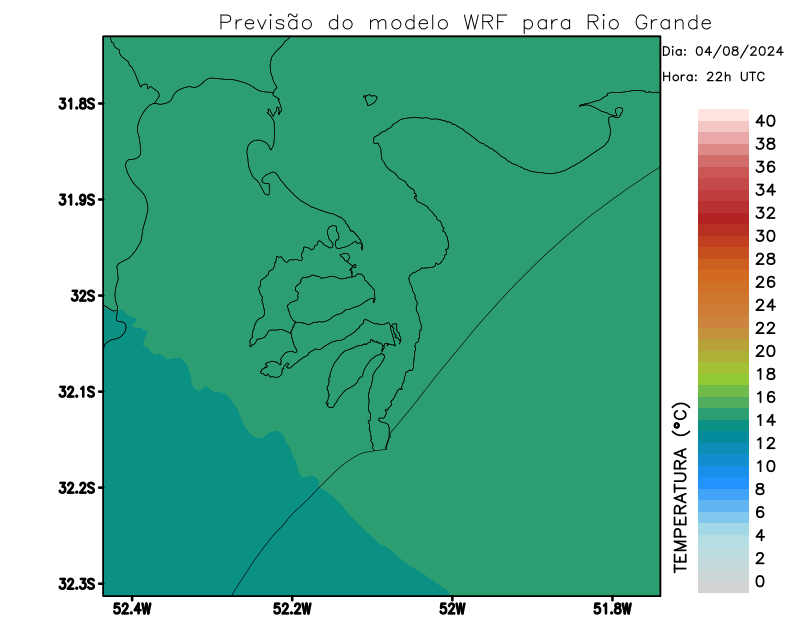 Previsão do modelo WRF para Rio Grande
Dia: 04/08/2024
Hora: 22h UTC
31.8S
31.9S
32S
32.1S
32.2S
32.3S
52.4W
52.2W
52W
51.8W
TEMPERATURA (°C)
40
38
36
34
32
30
28
26
24
22
20
18
16
14
12
10
8
6
4
2
0